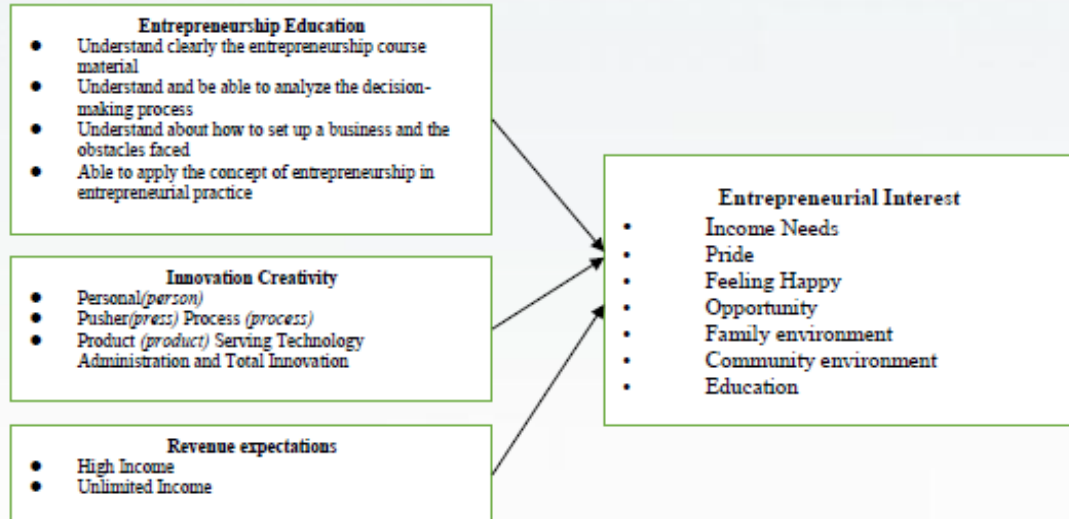 Entrepreneurship Education
● Understand clearly the entrepreneurship course
material
● Understand and be able to analyze the decision-
making process
● Understand about how to set up a business and the
obstacles faced
● Able to apply the concept of entrepreneurship in
entrepreneurial practice
Innovation Creativity
● Personal(person)
● Pusher(press) Process (process)
● Product (product) Serving Technology
Administration and Total Innovation
Revenue expectations
● High Income
● Unlimited Income
Entrepreneurial Interest
• Income Needs
• Pride
• Feeling Happy
• Opportunity
• Family environment
• Community environment
• Education